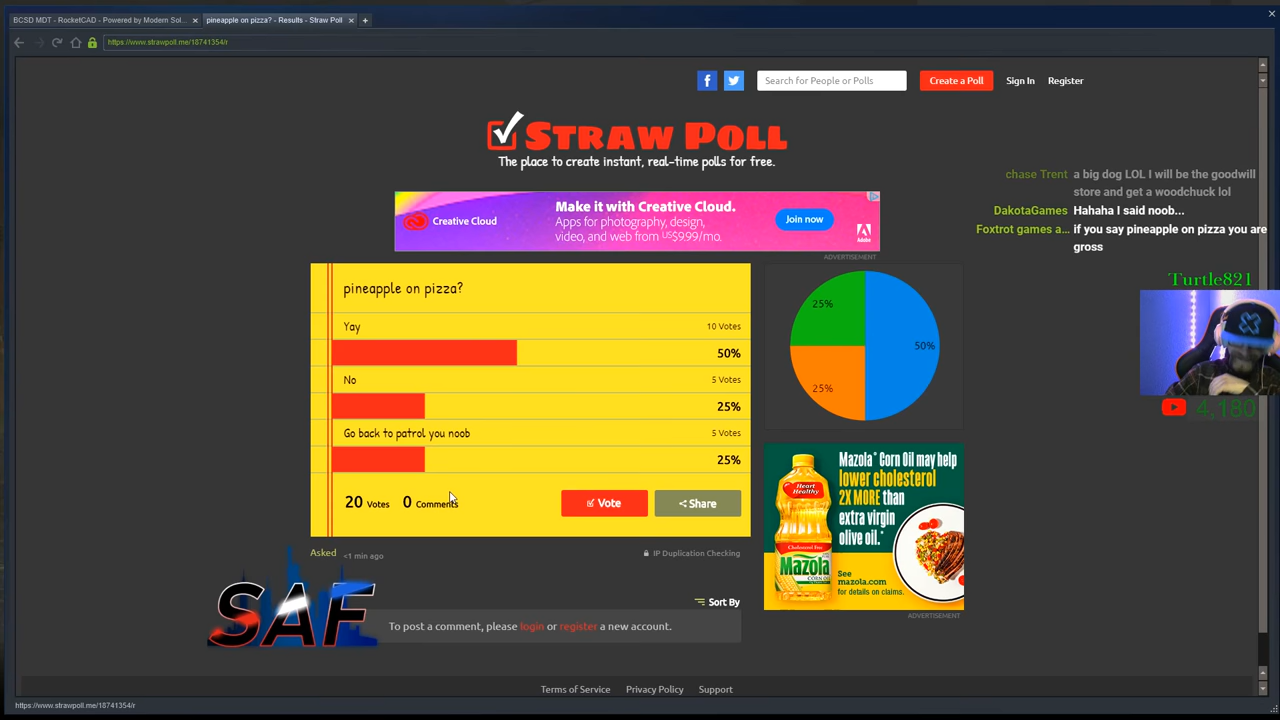 BCSD MDT - RocketCAD - Powered by Modern Sol...
pineapple on pizza? - Results - Straw Poll
https://www.strawpoll.me/18741354/r
Search for People or Polls
Create a Poll
Sign In
Register
STRAW POLL
The place to create instant, real-time polls for free.
Creative Cloud
Make it with Creative Cloud.
Apps for photography, design,
video, and web from US$9.99/mo.
Join now
Adobe
ADVERTISEMENT
chase Trent a big dog LOL I will be the goodwill
store and get a woodchuck lol
DakotaGames Hahaha I said noob...
Foxtrot games a... if you say pineapple on pizza you are
gross
Turtle821
4,180
pineapple on pizza?
Yay 10 Votes
50%
No 5 Votes
25%
Go back to patrol you noob 5 Votes
25%
20 Votes 0 Comments
Vote
Share
25%
50%
25%
Asked <1 min ago
IP Duplication Checking
Mazola® Corn Oil may help
lower cholesterol
2X MORE than
extra virgin
olive oil.*
Heart
Healthy
Mazola
CORN OIL
See
mazola.com
for details on claims.
ADVERTISEMENT
SAF
Sort By
To post a comment, please login or register a new account.
Terms of Service
Privacy Policy
Support
https://www.strawpoll.me/18741354/r